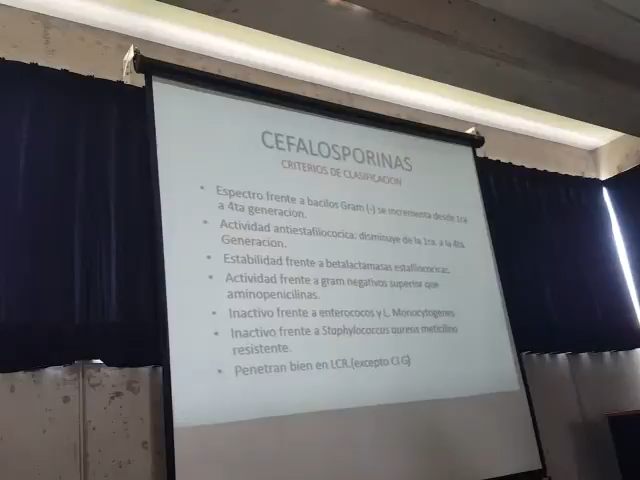 CEFALOSPORINAS
CRITERIOS DE CLASIFICACION
• Espectro frente a bacilos Gram (-) se incrementa desde 1ra
a 4ta generacion.
• Actividad antiestafilococica, disminuye de la 1ra. a la 4ta.
Generacion.
• Estabilidad frente a betalactamasas estafilococicas.
• Actividad frente a gram negativos superior que
aminopenicilinas.
• Inactivo frente a enterococos y L. Monocytogenes
• Inactivo frente a Staphylococcus aureus meticilino
resistente.
• Penetran bien en LCR.(excepto C.I.G)